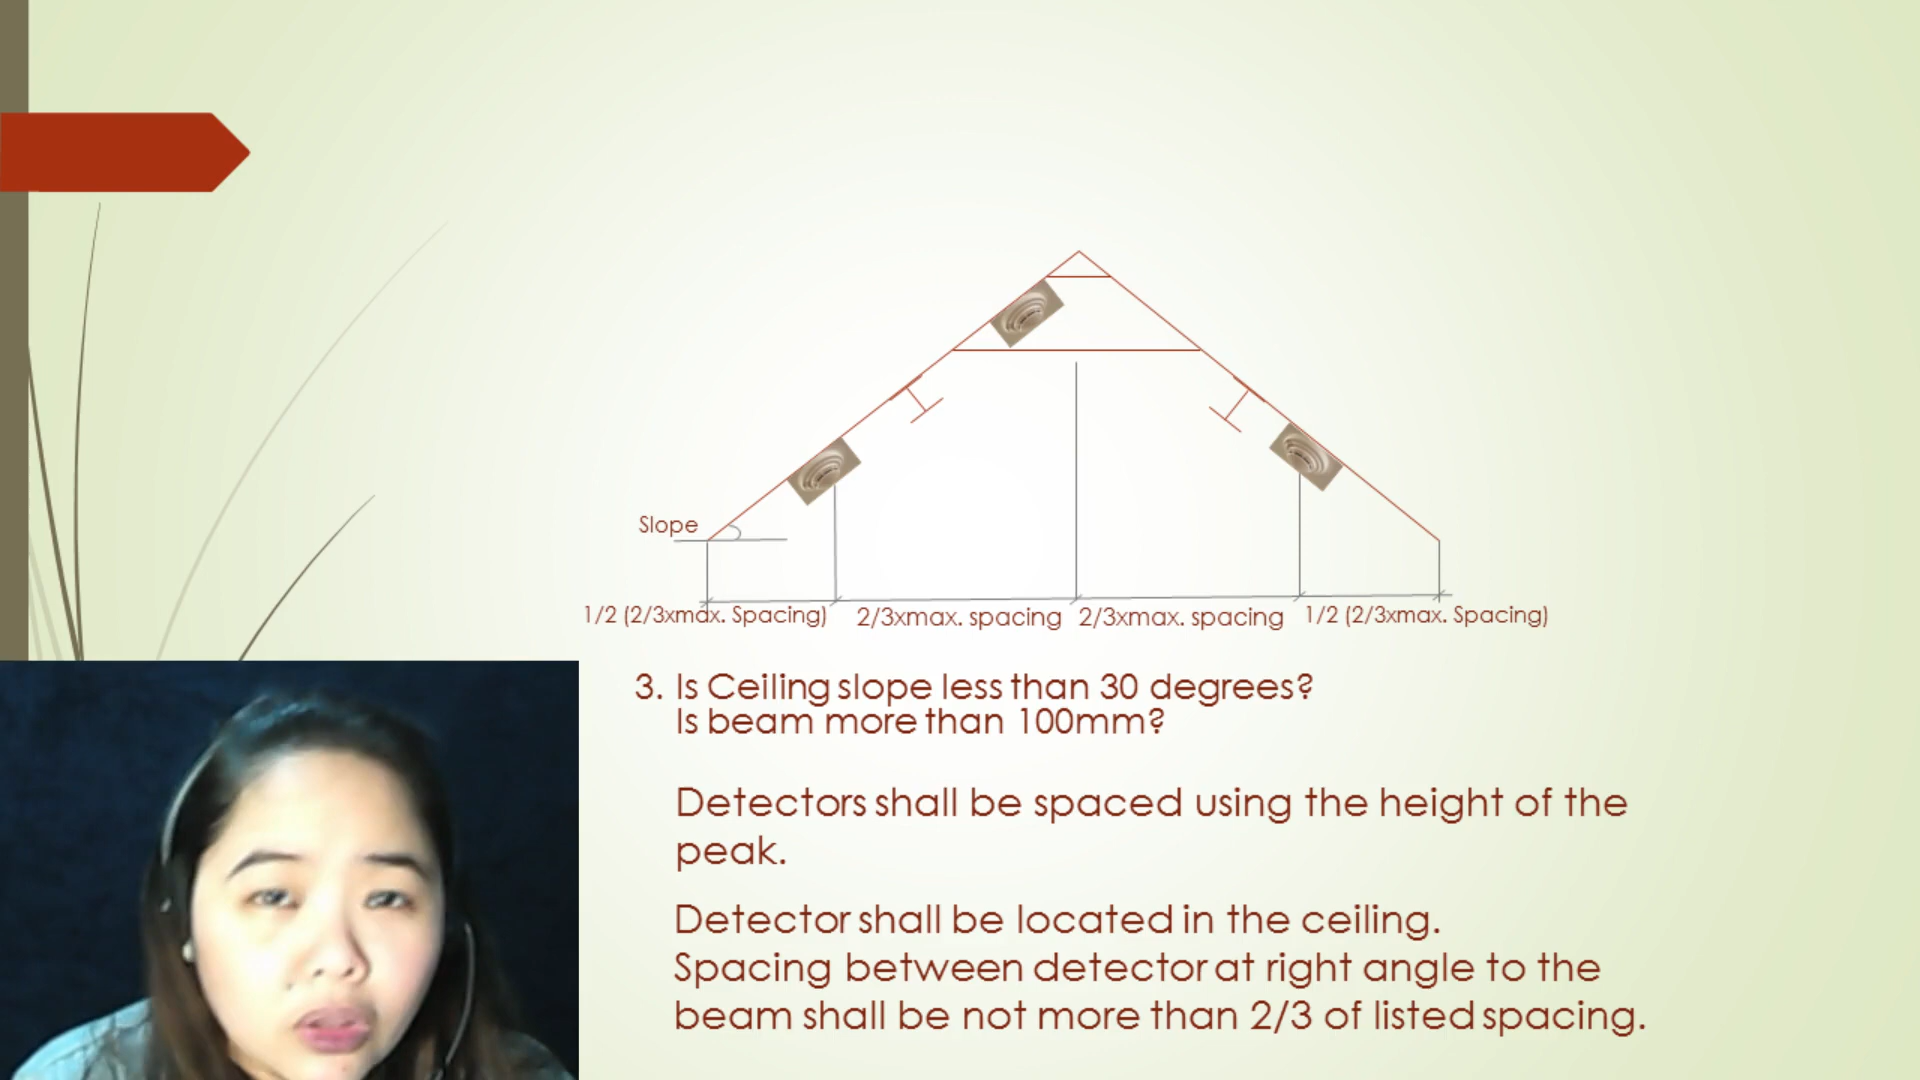 Slope
1/2 (2/3xmax. Spacing) 2/3xmax. spacing 2/3xmax. spacing 1/2 (2/3xmax. Spacing)
3. Is Ceiling slope less than 30 degrees?
Is beam more than 100mm?
Detectors shall be spaced using the height of the
peak.
Detector shall be located in the ceiling.
Spacing between detector at right angle to the
beam shall be not more than 2/3 of listed spacing.